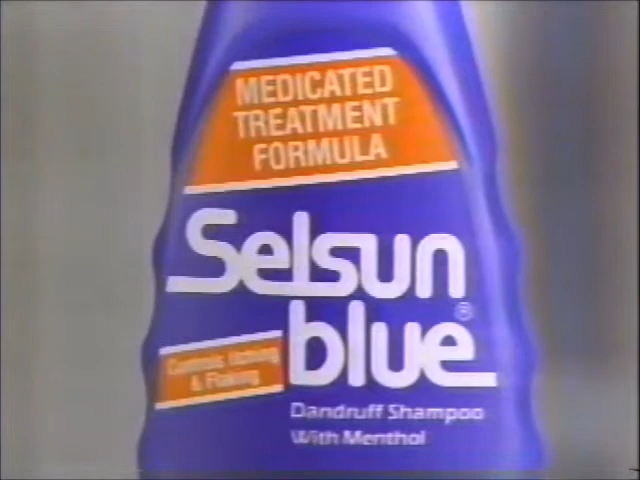 MEDICATED
TREATMENT
FORMULA
Selsun
blue®
Controls Itching
& Flaking
Dandruff Shampoo
With Menthol